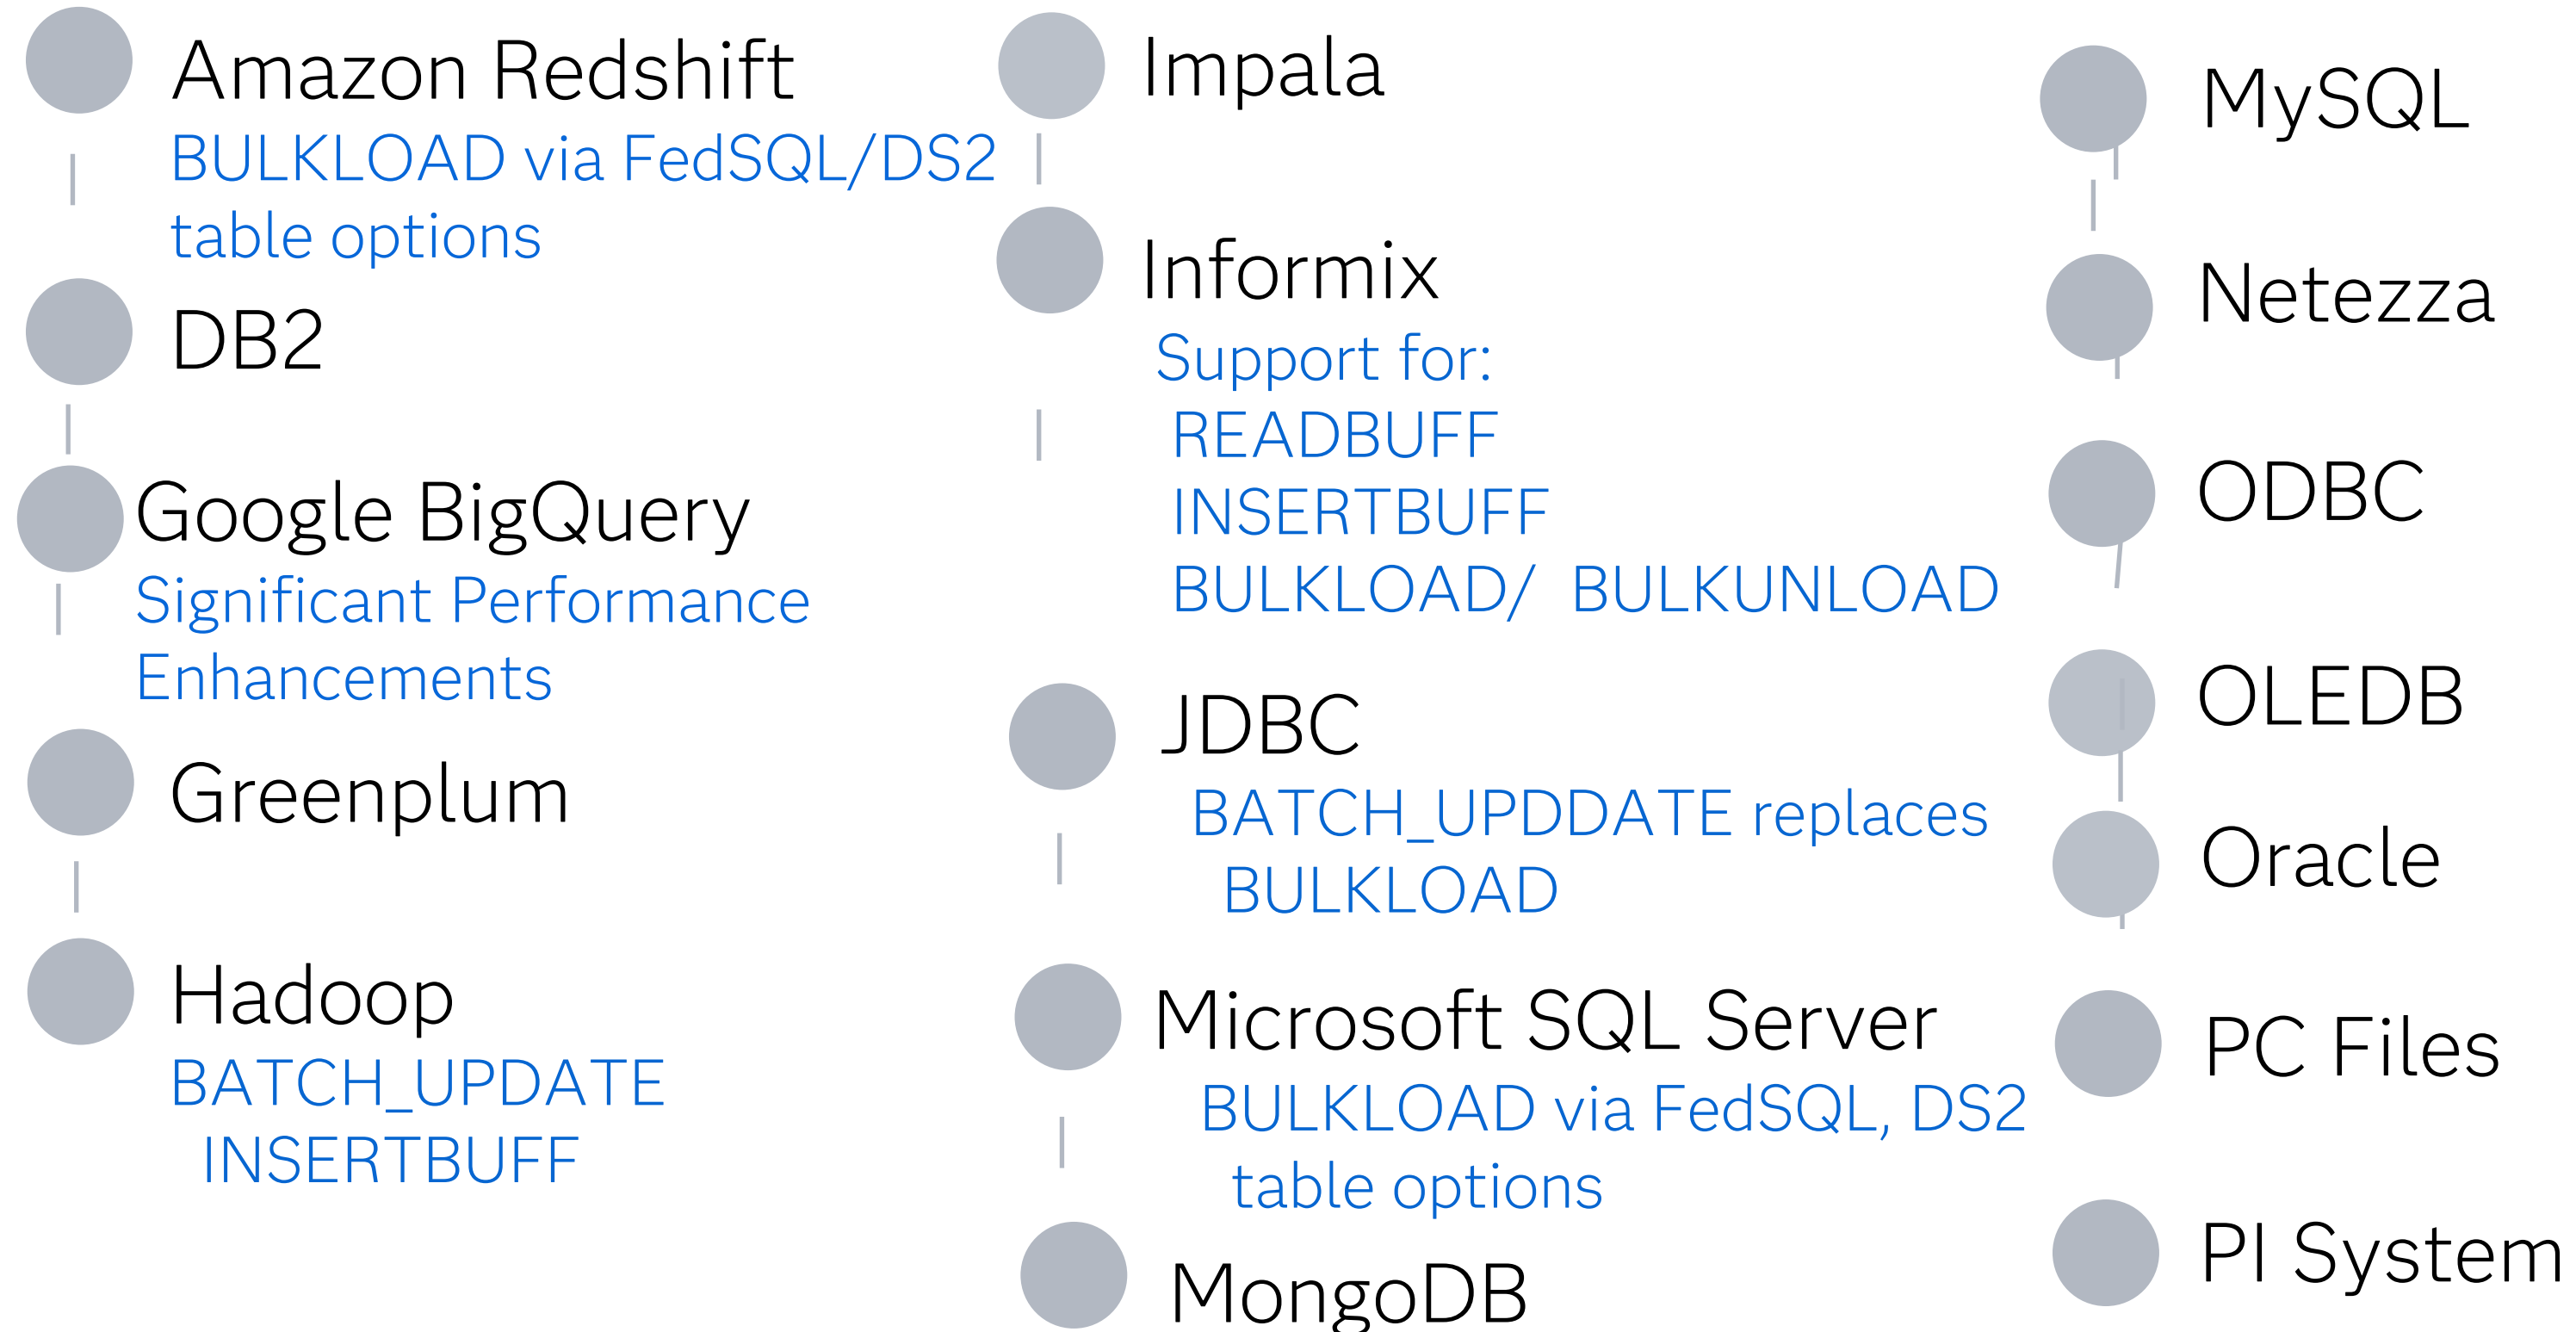 Amazon Redshift
BULKLOAD via FedSQL/DS2
table options
DB2
Google BigQuery
Significant Performance
Enhancements
Greenplum
Hadoop
BATCH_UPDATE
INSERTBUFF
Impala
Informix
Support for:
READBUFF
INSERTBUFF
BULKLOAD/ BULKUNLOAD
JDBC
BATCH_UPDDATE replaces
BULKLOAD
Microsoft SQL Server
BULKLOAD via FedSQL, DS2
table options
MongoDB
MySQL
Netezza
ODBC
OLEDB
Oracle
PC Files
PI System